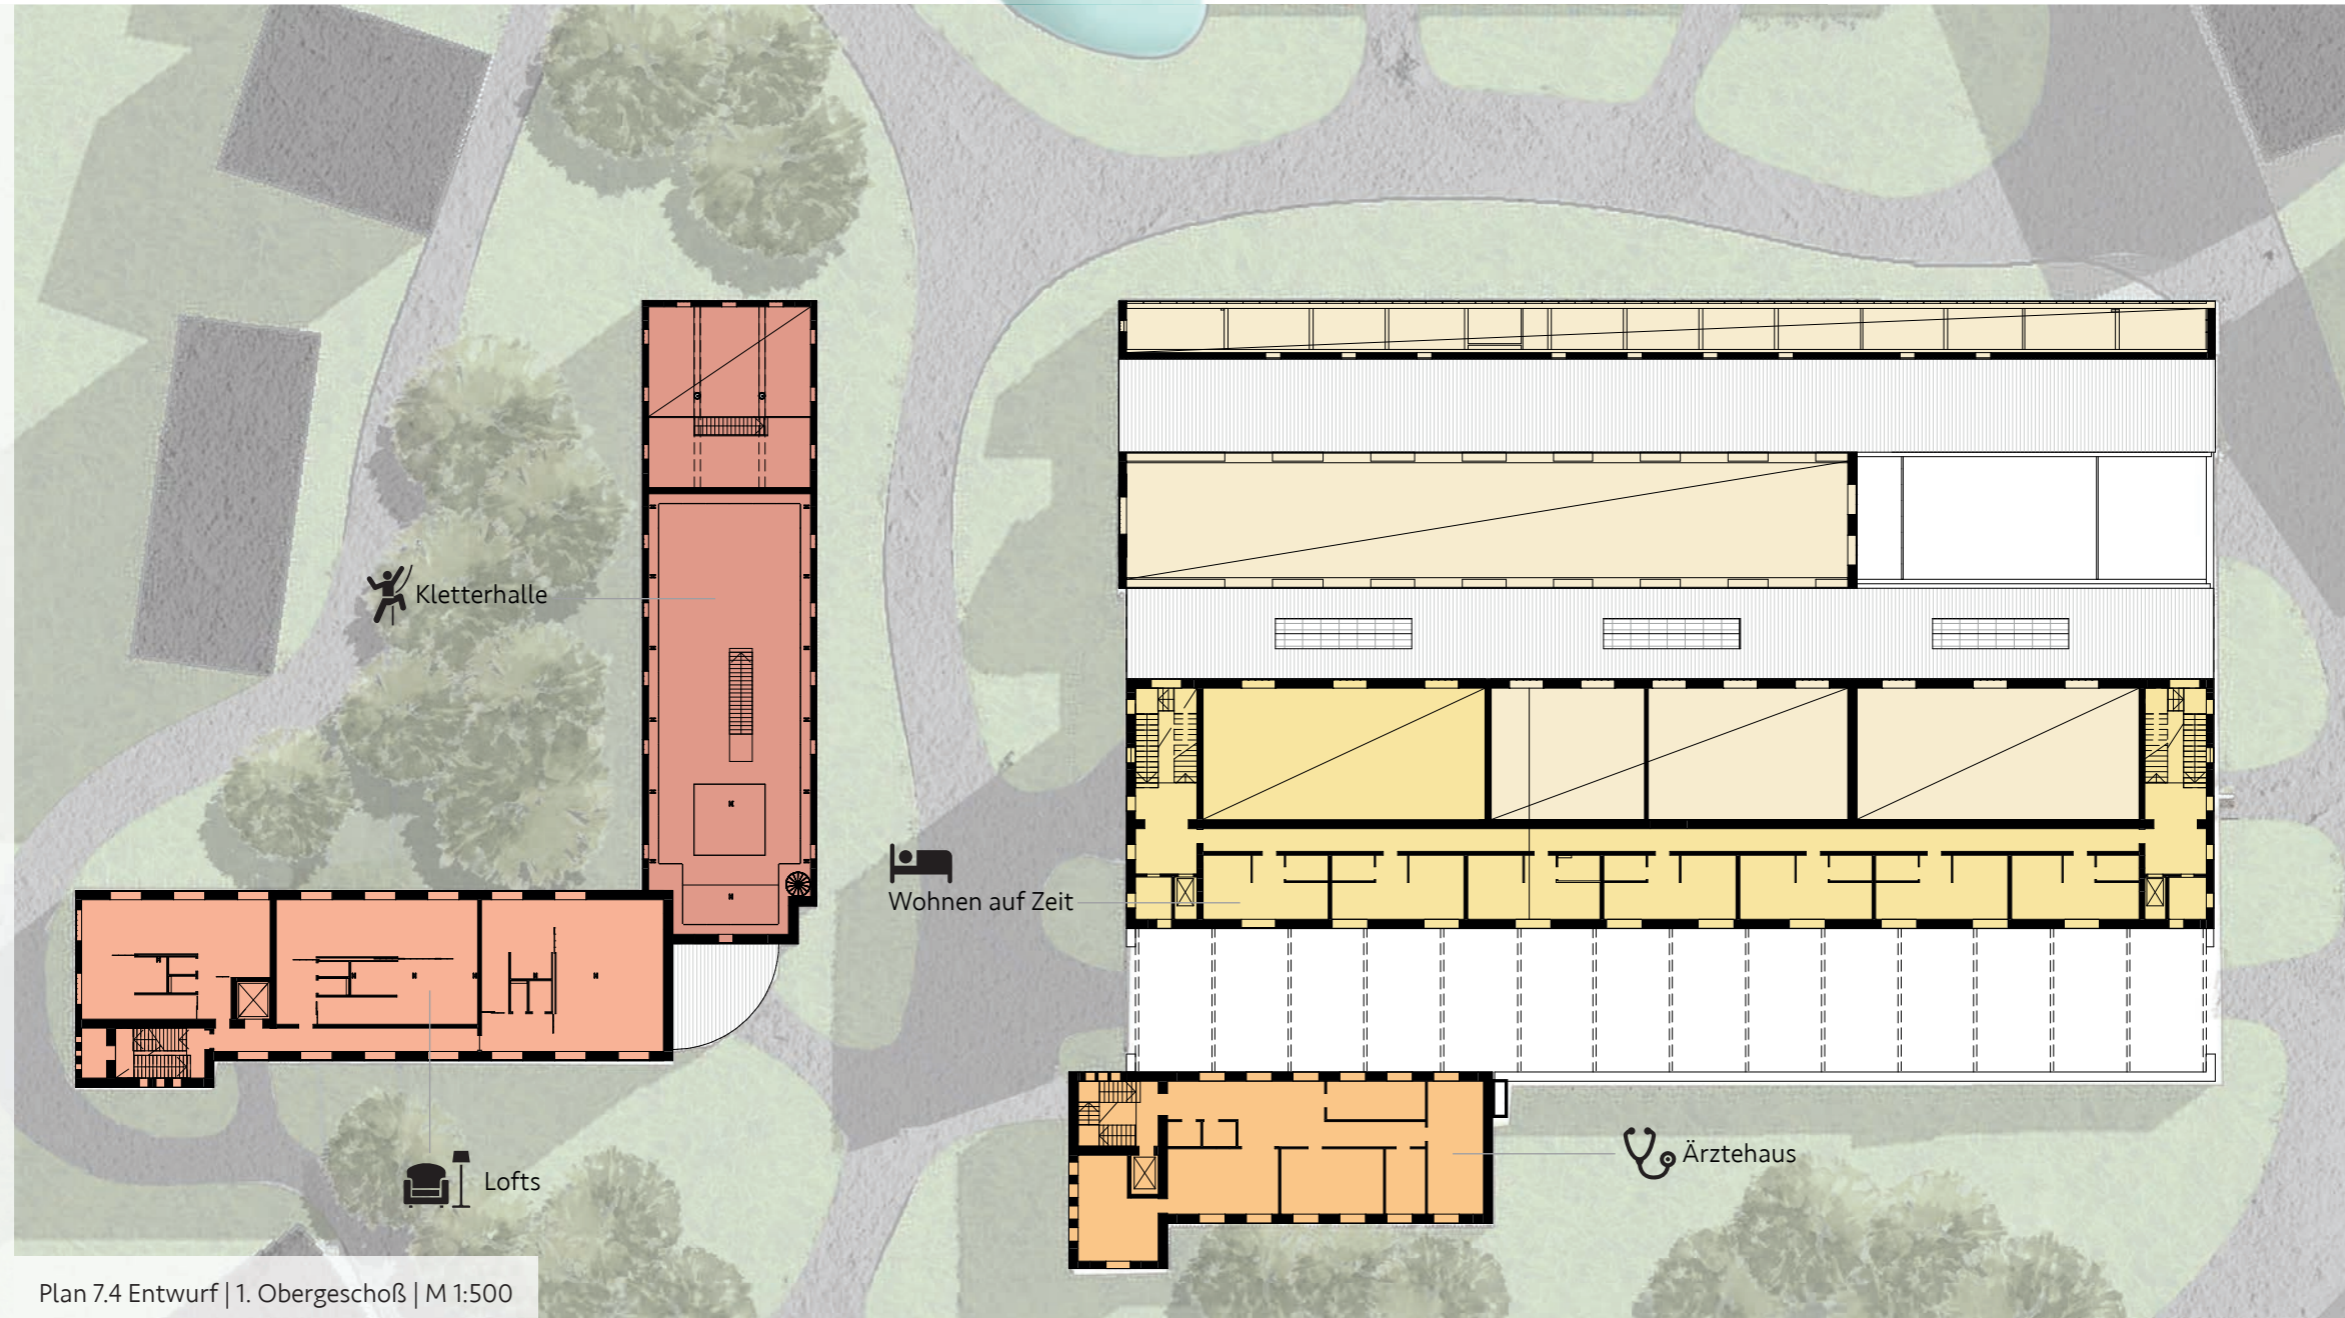 Kletterhalle
Wohnen auf Zeit
Lofts
Ärztehaus
Plan 7.4 Entwurf | 1. Obergeschoß | M 1:500